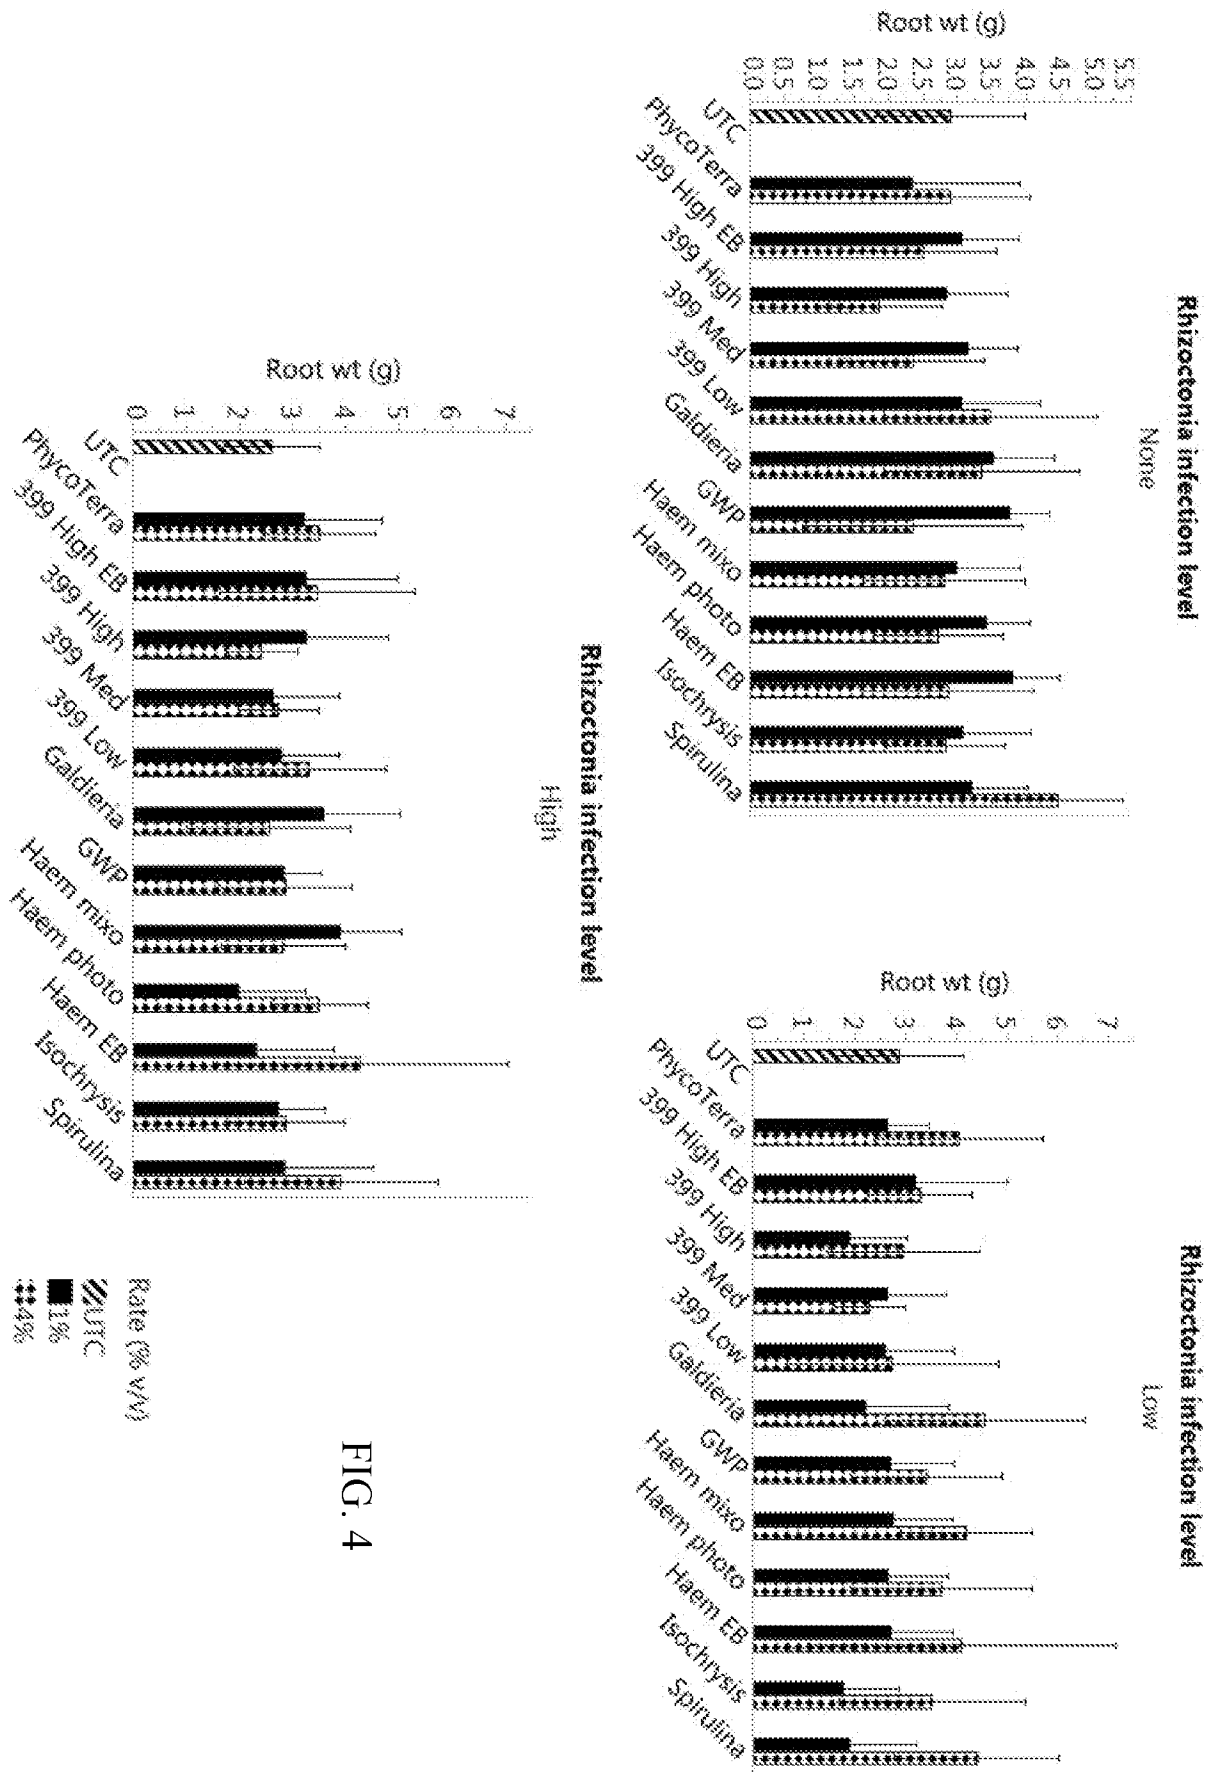 Rhizoctonia infection level
None
Root wt (g)
0.0
0.5
1.0
1.5
2.0
2.5
3.0
3.5
4.0
4.5
5.0
5.5
UTC
PhycoTerra
399 High EB
399 High
399 Med
399 Low
Galdieria
GWP
Haem mixo
Haem photo
Haem EB
Isochrysis
Spirulina
Rhizoctonia infection level
Low
Root wt (g)
0
1
2
3
4
5
6
7
UTC
PhycoTerra
399 High EB
399 High
399 Med
399 Low
Galdieria
GWP
Haem mixo
Haem photo
Haem EB
Isochrysis
Spirulina
Rhizoctonia infection level
High
Root wt (g)
0
1
2
3
4
5
6
7
UTC
PhycoTerra
399 High EB
399 High
399 Med
399 Low
Galdieria
GWP
Haem mixo
Haem photo
Haem EB
Isochrysis
Spirulina
Rate (% v/v)
UTC
1%
4%
FIG. 4